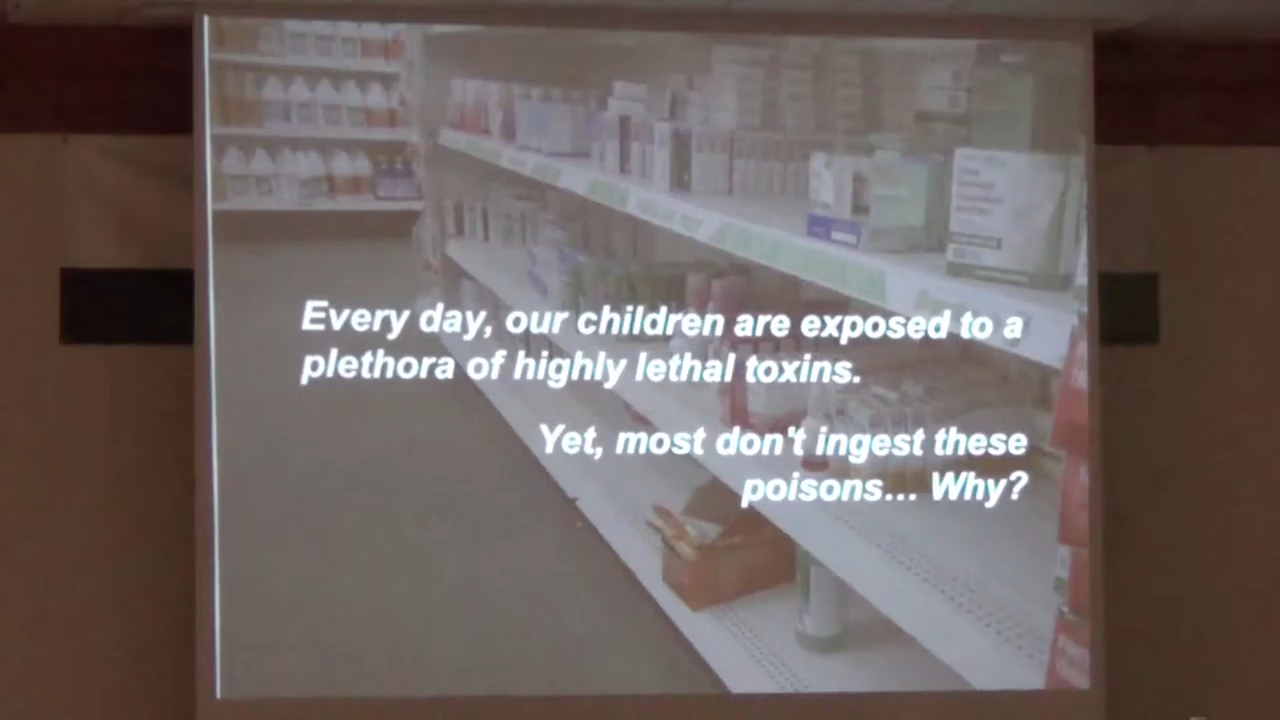 Every day, our children are exposed to a
plethora of highly lethal toxins.
Yet, most don't ingest these
poisons... Why?